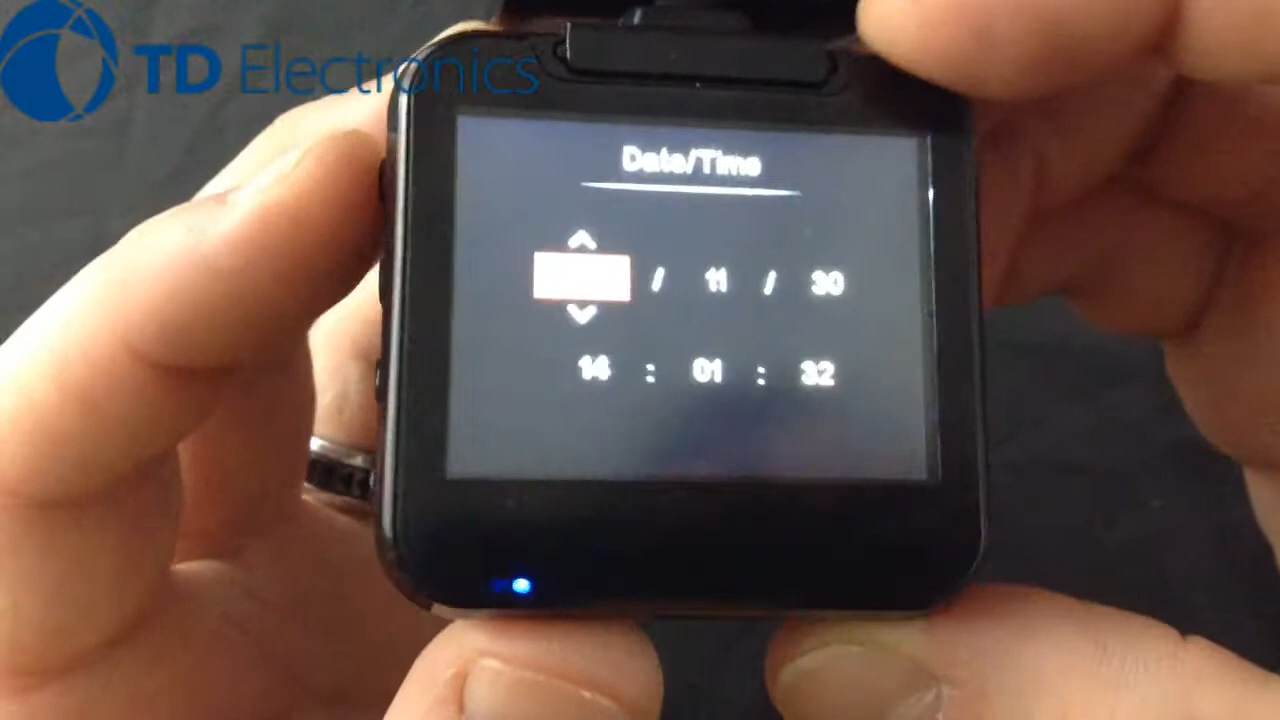 TD Electronics
Date/Time
/ 11 / 30
14 : 01 : 32